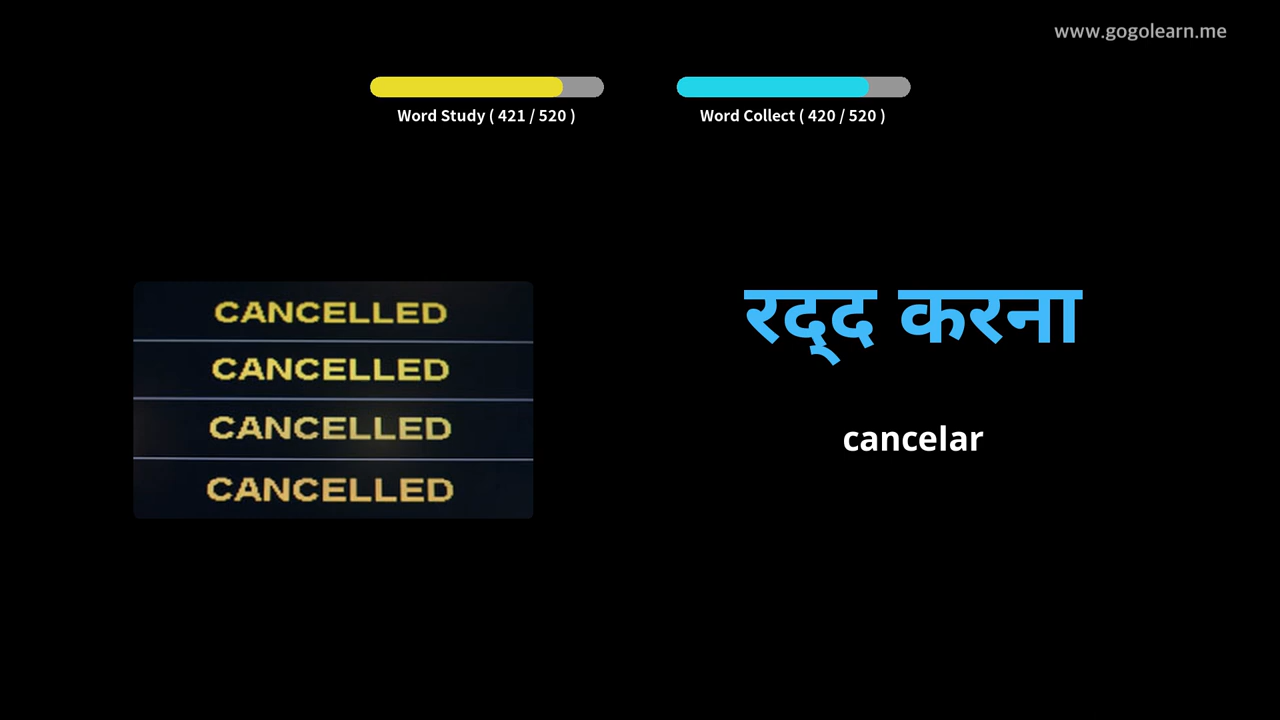 www.gogolearn.me
Word Study ( 421 / 520 )
Word Collect ( 420 / 520 )
CANCELLED
CANCELLED
CANCELLED
CANCELLED
रद्द करना
cancelar